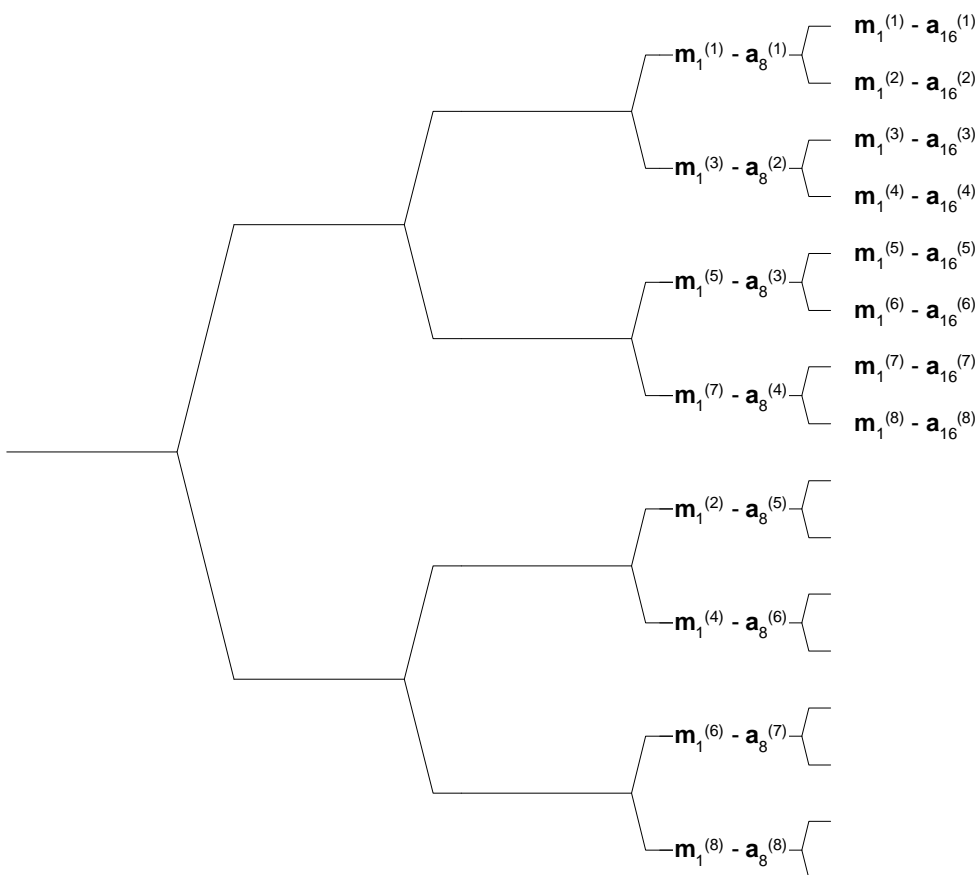 m₁⁽¹⁾ - a₁₆⁽¹⁾
m₁⁽¹⁾ - a₈⁽¹⁾
m₁⁽²⁾ - a₁₆⁽²⁾
m₁⁽³⁾ - a₁₆⁽³⁾
m₁⁽³⁾ - a₈⁽²⁾
m₁⁽⁴⁾ - a₁₆⁽⁴⁾
m₁⁽⁵⁾ - a₁₆⁽⁵⁾
m₁⁽⁵⁾ - a₈⁽³⁾
m₁⁽⁶⁾ - a₁₆⁽⁶⁾
m₁⁽⁷⁾ - a₁₆⁽⁷⁾
m₁⁽⁷⁾ - a₈⁽⁴⁾
m₁⁽⁸⁾ - a₁₆⁽⁸⁾
m₁⁽²⁾ - a₈⁽⁵⁾
m₁⁽⁴⁾ - a₈⁽⁶⁾
m₁⁽⁶⁾ - a₈⁽⁷⁾
m₁⁽⁸⁾ - a₈⁽⁸⁾